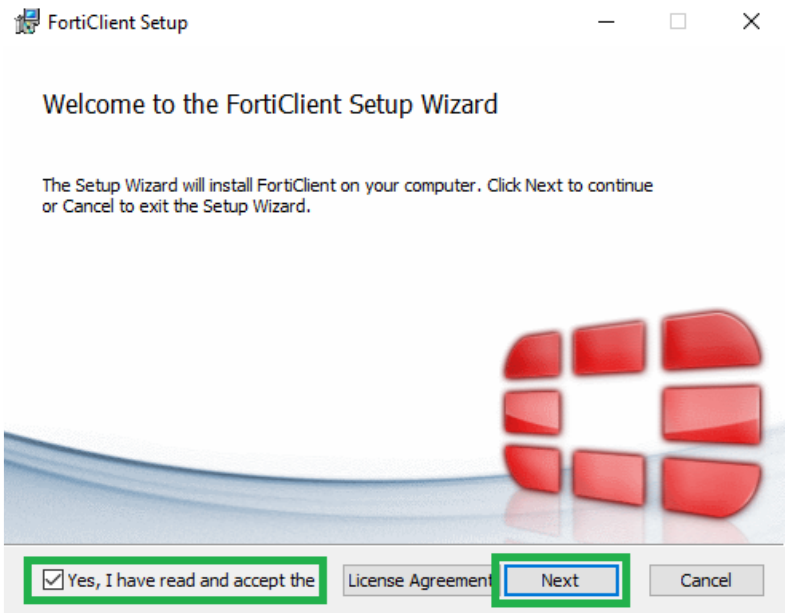 FortiClient Setup
Welcome to the FortiClient Setup Wizard
The Setup Wizard will install FortiClient on your computer. Click Next to continue
or Cancel to exit the Setup Wizard.
Yes, I have read and accept the License Agreement Next Cancel